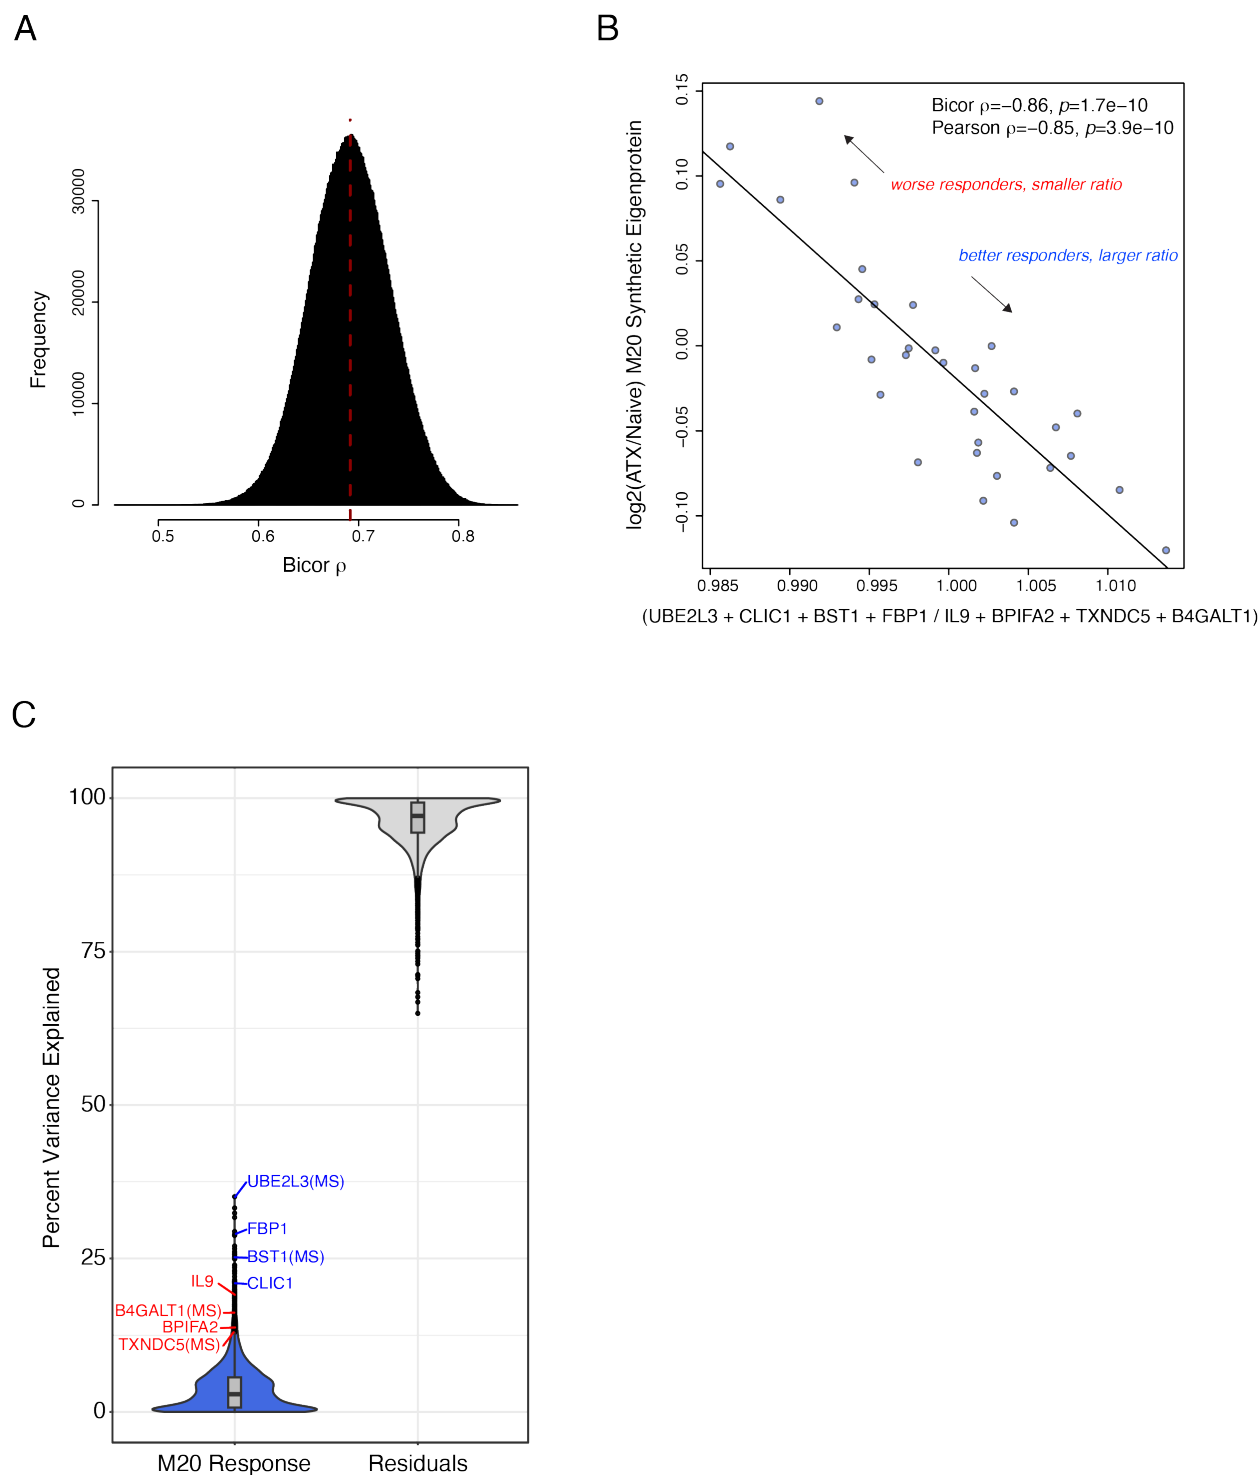 A
Frequency
30000
20000
10000
0
0.5 0.6 0.7 0.8
Bicor ρ
B
log2(ATX/Naive) M20 Synthetic Eigenprotein
0.15
0.10
0.05
0.00
−0.05
−0.10
Bicor ρ=−0.86, p=1.7e−10
Pearson ρ=−0.85, p=3.9e−10
worse responders, smaller ratio
better responders, larger ratio
0.985 0.990 0.995 1.000 1.005 1.010
(UBE2L3 + CLIC1 + BST1 + FBP1 / IL9 + BPIFA2 + TXNDC5 + B4GALT1)
C
Percent Variance Explained
100
75
50
25
0
UBE2L3(MS)
FBP1
BST1(MS)
IL9
CLIC1
B4GALT1(MS)
BPIFA2
TXNDC5(MS)
M20 Response Residuals